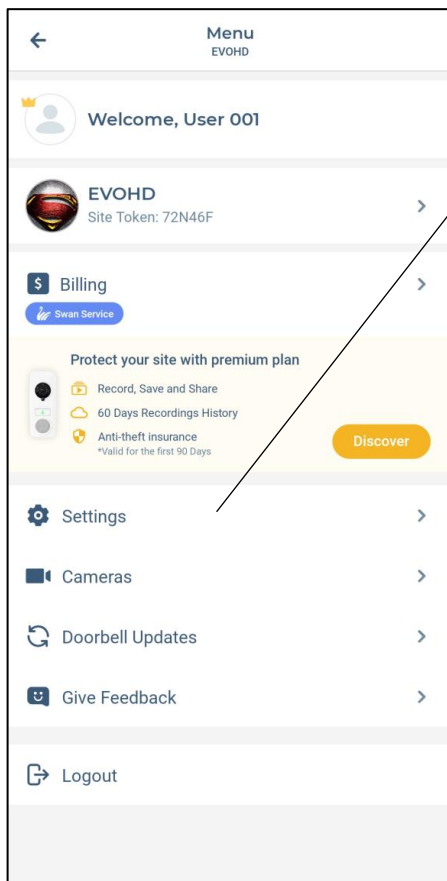 Menu
EVOHD
Welcome, User 001
EVOHD
Site Token: 72N46F
$ Billing
Swan Service
Protect your site with premium plan
Record, Save and Share
60 Days Recordings History
Anti-theft insurance
*Valid for the first 90 Days
Discover
Settings
Cameras
Doorbell Updates
Give Feedback
Logout